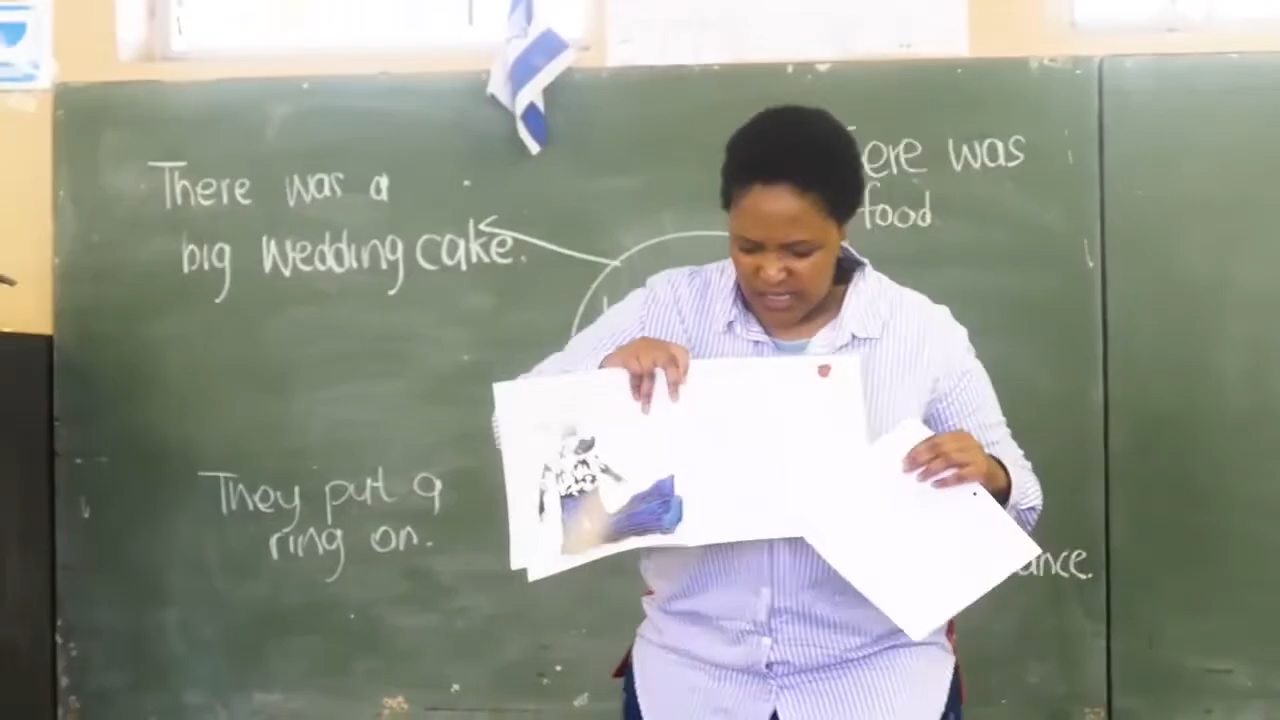 There was a
big wedding cake.
ere was
food
They put a
ring on.
ance.